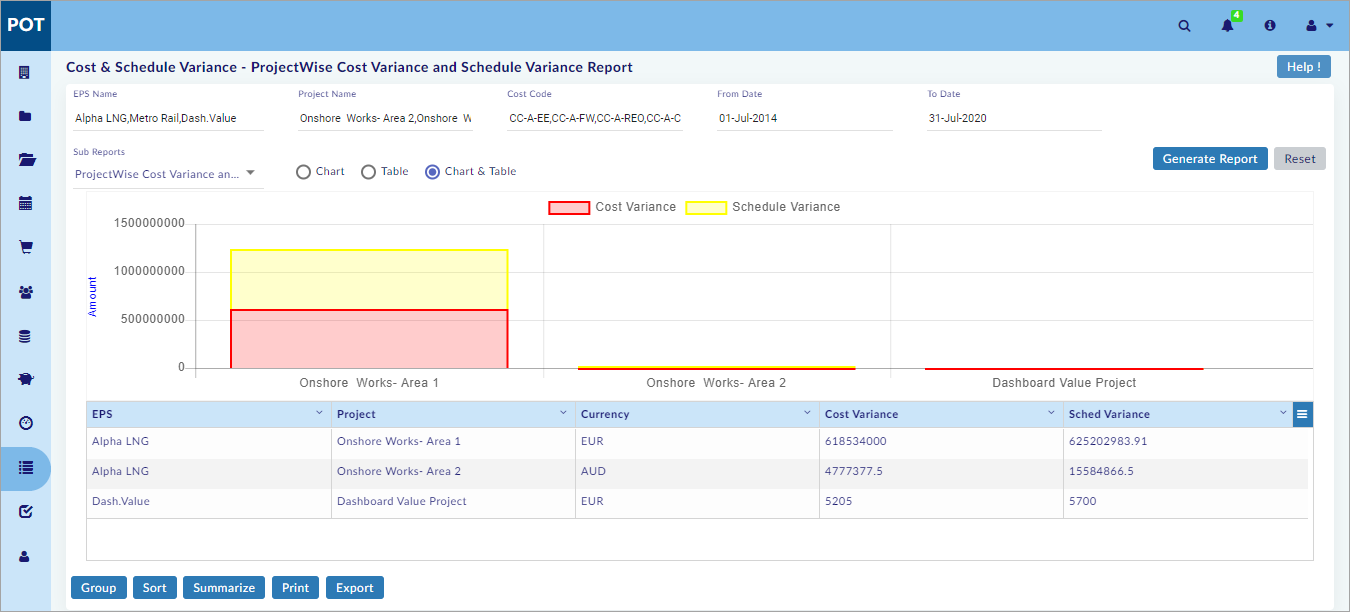 POT
4
Cost & Schedule Variance - ProjectWise Cost Variance and Schedule Variance Report
Help !
EPS Name
Project Name
Cost Code
From Date
To Date
Alpha LNG,Metro Rail,Dash.Value
Onshore Works- Area 2,Onshore W
CC-A-EE,CC-A-FW,CC-A-REO,CC-A-C
01-Jul-2014
31-Jul-2020
Sub Reports
ProjectWise Cost Variance an...
Chart
Table
Chart & Table
Generate Report
Reset
Cost Variance
Schedule Variance
Amount
1500000000
1000000000
500000000
0
Onshore Works- Area 1
Onshore Works- Area 2
Dashboard Value Project
EPS Project Currency Cost Variance Sched Variance
Alpha LNG Onshore Works- Area 1 EUR 618534000 625202983.91
Alpha LNG Onshore Works- Area 2 AUD 4777377.5 15584866.5
Dash.Value Dashboard Value Project EUR 5205 5700
Group Sort Summarize Print Export